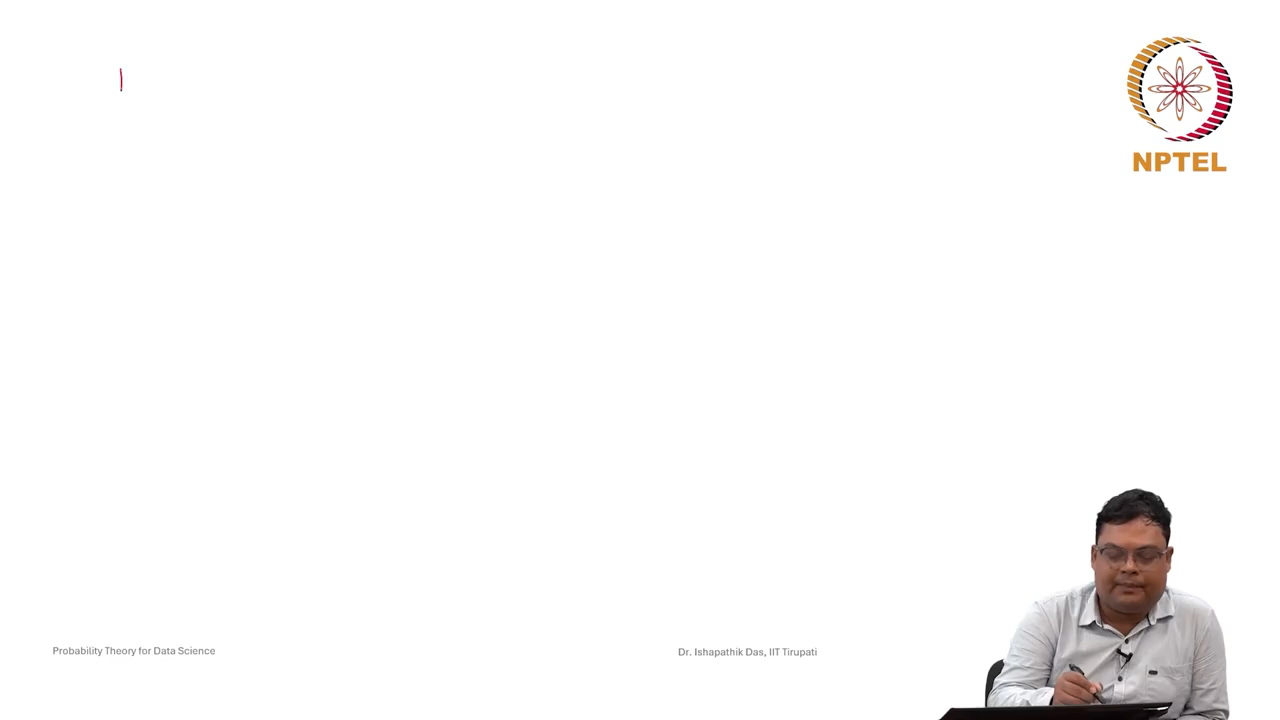 NPTEL
Probability Theory for Data Science
Dr. Ishapathik Das, IIT Tirupati